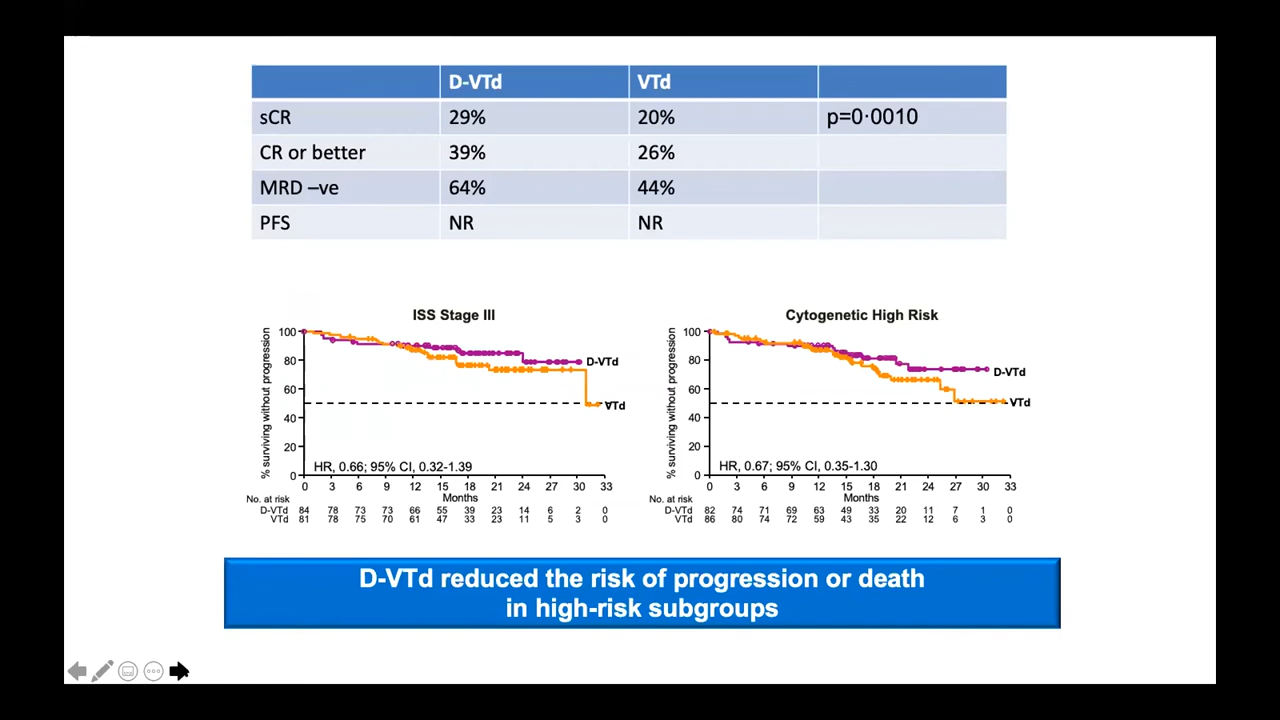 D-VTd VTd
sCR 29% 20% p=0·0010
CR or better 39% 26%
MRD –ve 64% 44%
PFS NR NR
ISS Stage III
% surviving without progression
100
80
60
40
20
0
D-VTd
VTd
HR, 0.66; 95% CI, 0.32-1.39
0 3 6 9 12 15 18 21 24 27 30 33
Months
No. at risk
D-VTd 84 78 73 73 66 55 39 23 14 6 2 0
VTd 81 78 75 70 61 47 33 23 11 5 3 0
Cytogenetic High Risk
% surviving without progression
100
80
60
40
20
0
D-VTd
VTd
HR, 0.67; 95% CI, 0.35-1.30
0 3 6 9 12 15 18 21 24 27 30 33
Months
No. at risk
D-VTd 82 74 71 69 63 49 33 20 11 7 1 0
VTd 86 80 74 72 59 43 35 22 12 6 3 0
D-VTd reduced the risk of progression or death
in high-risk subgroups